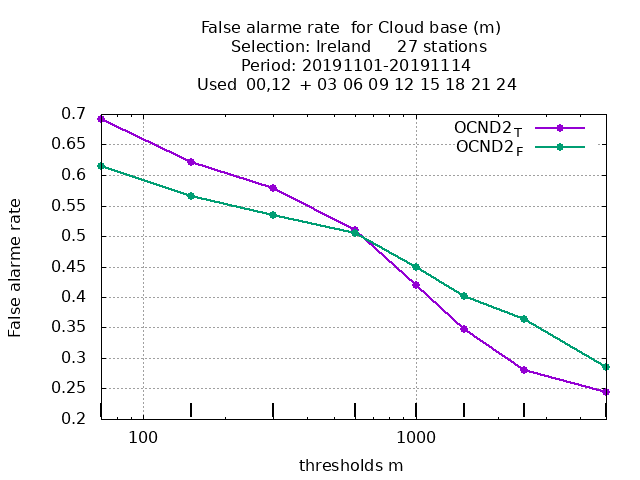 False alarme rate  for Cloud base (m)
Selection: Ireland     27 stations
Period: 20191101-20191114
Used  00,12  + 03 06 09 12 15 18 21 24
OCND2T
OCND2F
0.7
0.65
0.6
0.55
0.5
0.45
0.4
0.35
0.3
0.25
0.2
False alarme rate
100
1000
thresholds m